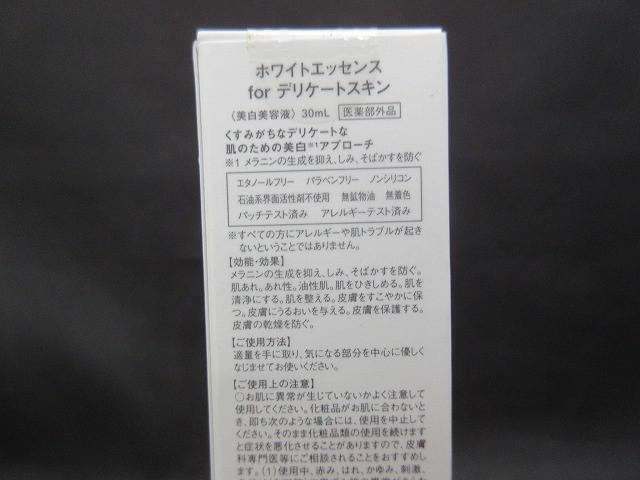 ホワイトエッセンス
for デリケートスキン
〈美白美容液〉 30mL 医薬部外品
くすみがちなデリケートな
肌のための美白※1アプローチ
※1 メラニンの生成を抑え、しみ、そばかすを防ぐ
エタノールフリー パラベンフリー ノンシリコン
石油系界面活性剤不使用 無鉱物油 無着色
パッチテスト済み アレルギーテスト済み
※すべての方にアレルギーや肌トラブルが起き
ないということではありません。
【効能・効果】
メラニンの生成を抑え、しみ、そばかすを防ぐ。
肌あれ。あれ性。油性肌。肌をひきしめる。肌を
清浄にする。肌を整える。皮膚をすこやかに保
つ。皮膚にうるおいを与える。皮膚を保護する。
皮膚の乾燥を防ぐ。
【ご使用方法】
適量を手に取り、気になる部分を中心に優しく
なじませてお使いください。
【ご使用上の注意】
○お肌に異常が生じていないかよく注意して
使用してください。化粧品がお肌に合わないと
き、即ち次のような場合には、使用を中止して
ください。そのまま化粧品類の使用を続けます
と症状を悪化させることがありますので、皮膚
科専門医等にご相談されることをおすすめし
ます。(1)使用中、赤み、はれ、かゆみ、刺激、